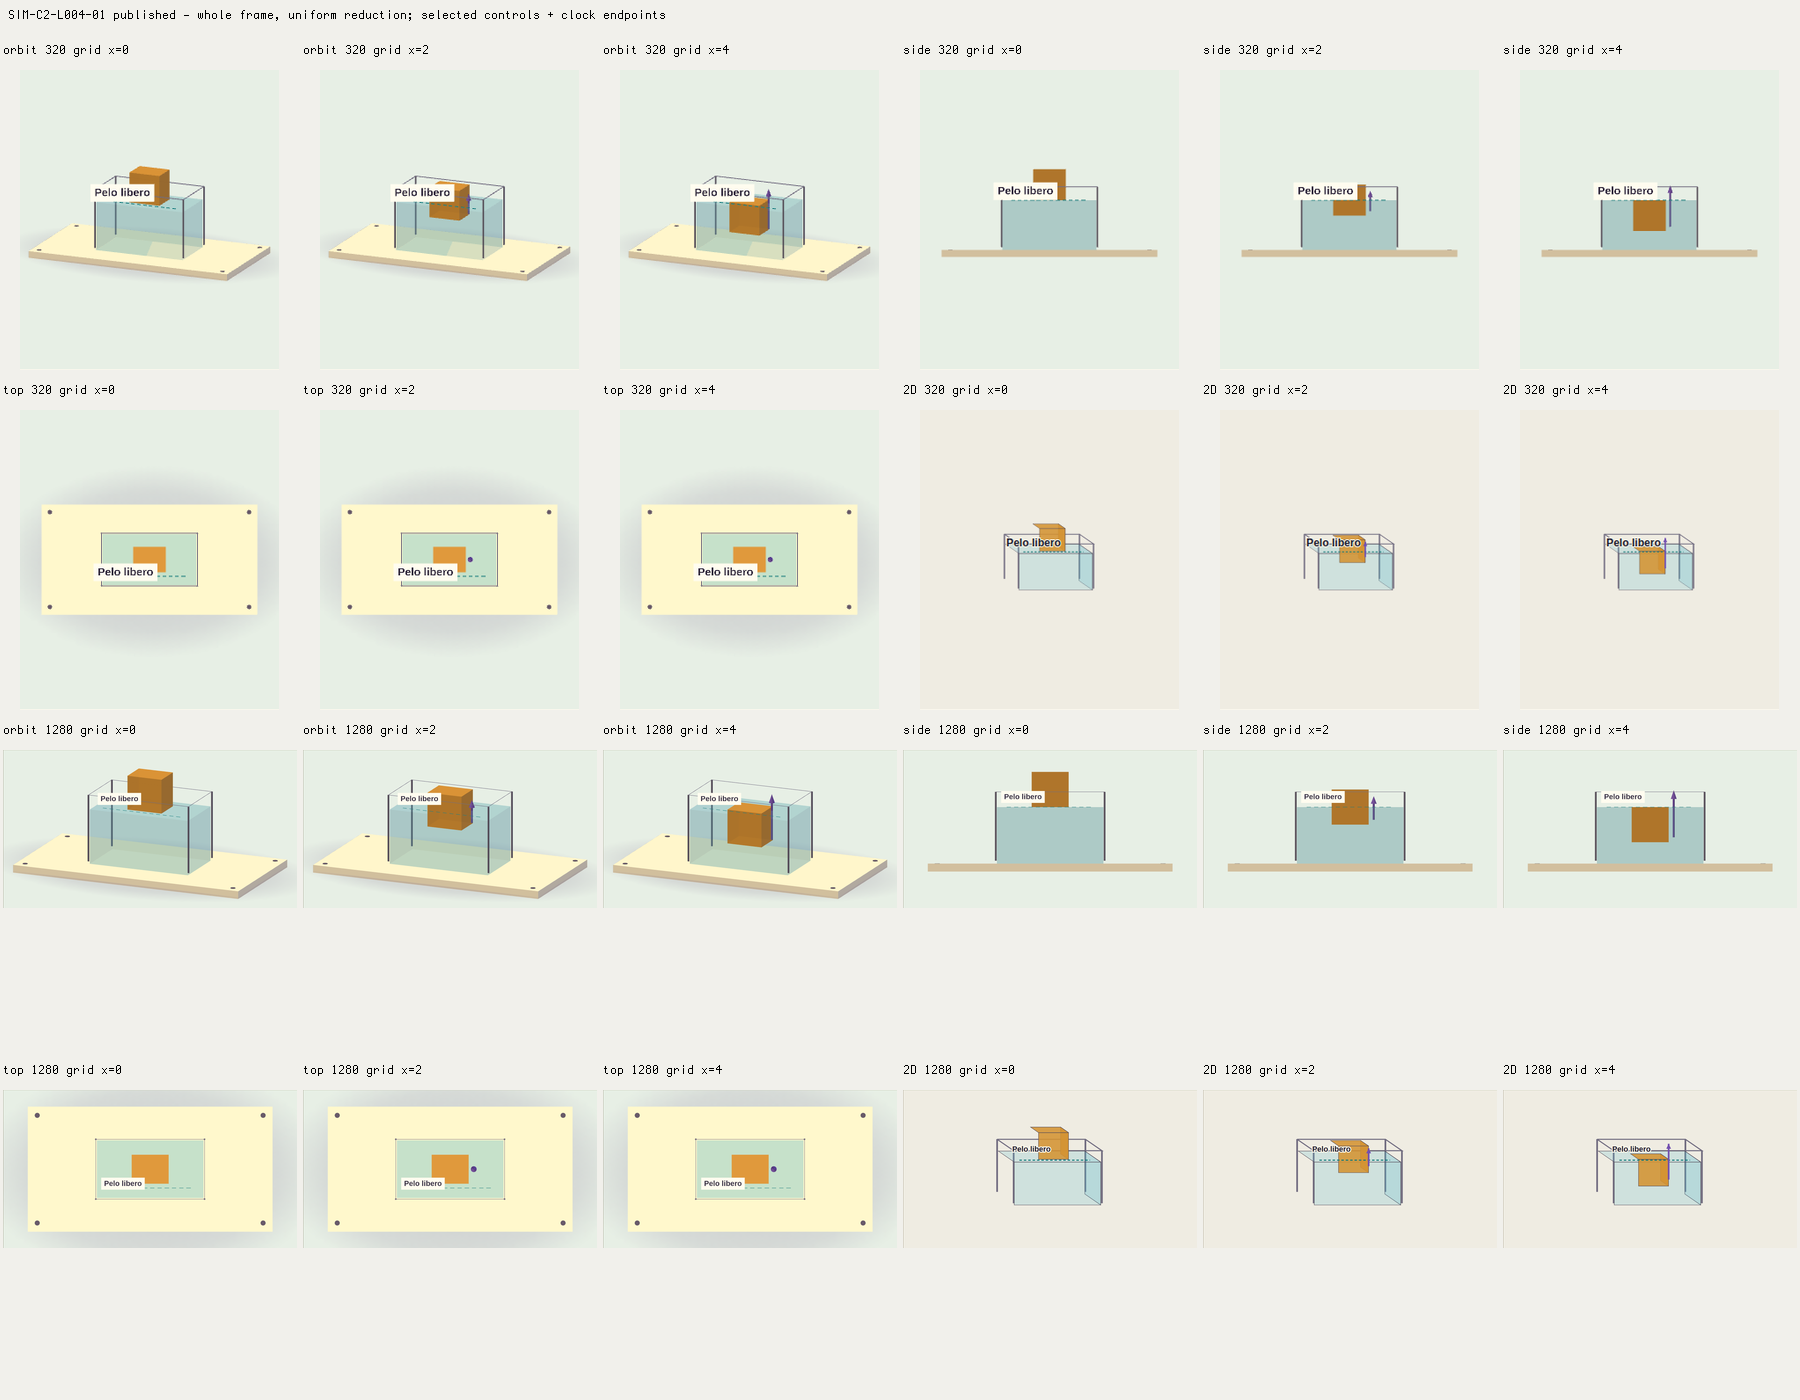 SIM-C2-L004-01 published – whole frame, uniform reduction; selected controls + clock endpoints
orbit 320 grid x=0
orbit 320 grid x=2
orbit 320 grid x=4
side 320 grid x=0
side 320 grid x=2
side 320 grid x=4
Pelo libero
Pelo libero
Pelo libero
Pelo libero
Pelo libero
Pelo libero
top 320 grid x=0
top 320 grid x=2
top 320 grid x=4
2D 320 grid x=0
2D 320 grid x=2
2D 320 grid x=4
Pelo libero
Pelo libero
Pelo libero
Pelo libero
Pelo libero
Pelo libero
orbit 1280 grid x=0
orbit 1280 grid x=2
orbit 1280 grid x=4
side 1280 grid x=0
side 1280 grid x=2
side 1280 grid x=4
Pelo libero
Pelo libero
Pelo libero
Pelo libero
Pelo libero
Pelo libero
top 1280 grid x=0
top 1280 grid x=2
top 1280 grid x=4
2D 1280 grid x=0
2D 1280 grid x=2
2D 1280 grid x=4
Pelo libero
Pelo libero
Pelo libero
Pelo libero
Pelo libero
Pelo libero